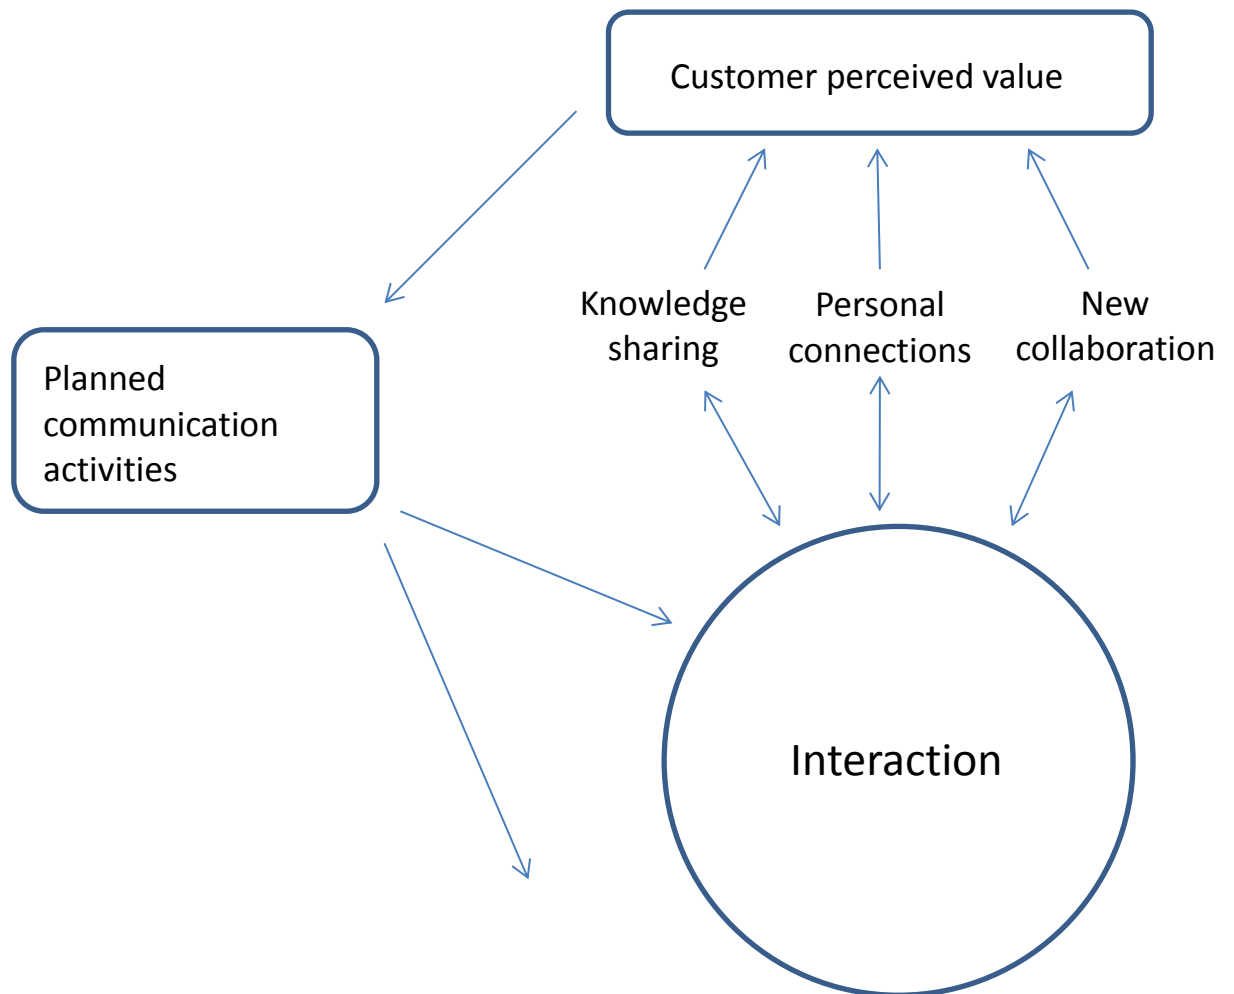 Customer perceived value
Knowledge
sharing
Personal
connections
New
collaboration
Planned
communication
activities
Interaction